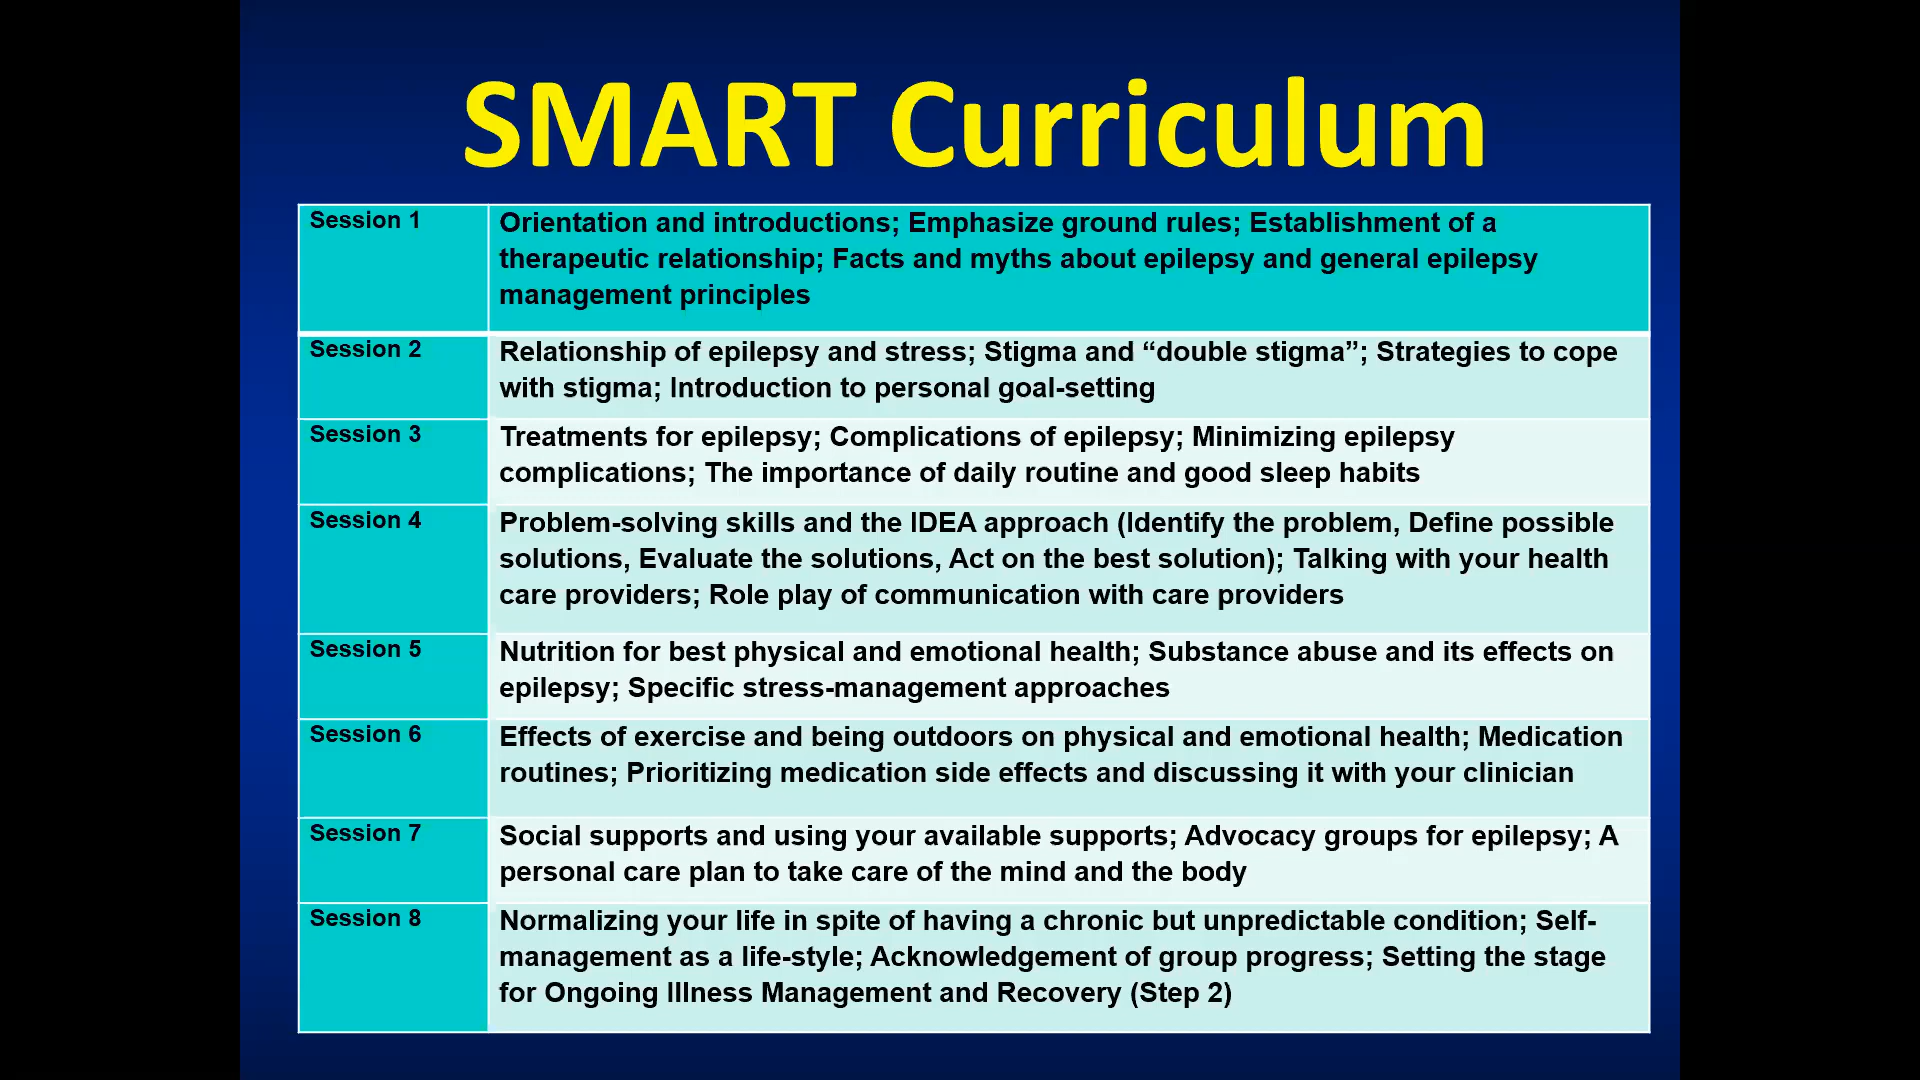 SMART Curriculum
Session 1
Orientation and introductions; Emphasize ground rules; Establishment of a
therapeutic relationship; Facts and myths about epilepsy and general epilepsy
management principles
Session 2
Relationship of epilepsy and stress; Stigma and “double stigma”; Strategies to cope
with stigma; Introduction to personal goal-setting
Session 3
Treatments for epilepsy; Complications of epilepsy; Minimizing epilepsy
complications; The importance of daily routine and good sleep habits
Session 4
Problem-solving skills and the IDEA approach (Identify the problem, Define possible
solutions, Evaluate the solutions, Act on the best solution); Talking with your health
care providers; Role play of communication with care providers
Session 5
Nutrition for best physical and emotional health; Substance abuse and its effects on
epilepsy; Specific stress-management approaches
Session 6
Effects of exercise and being outdoors on physical and emotional health; Medication
routines; Prioritizing medication side effects and discussing it with your clinician
Session 7
Social supports and using your available supports; Advocacy groups for epilepsy; A
personal care plan to take care of the mind and the body
Session 8
Normalizing your life in spite of having a chronic but unpredictable condition; Self-
management as a life-style; Acknowledgement of group progress; Setting the stage
for Ongoing Illness Management and Recovery (Step 2)